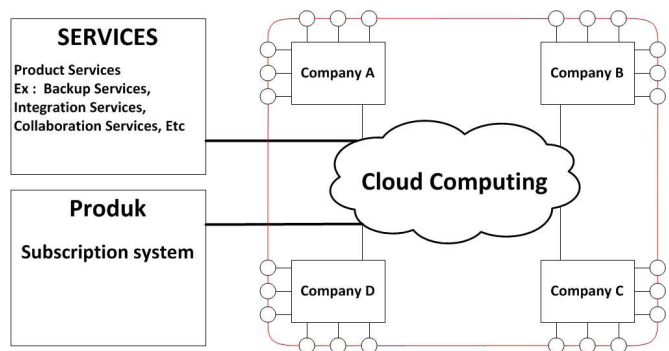 SERVICES
Product Services
Ex : Backup Services,
Integration Services,
Collaboration Services, Etc
Produk
Subscription system
Company A
Company B
Cloud Computing
Company D
Company C